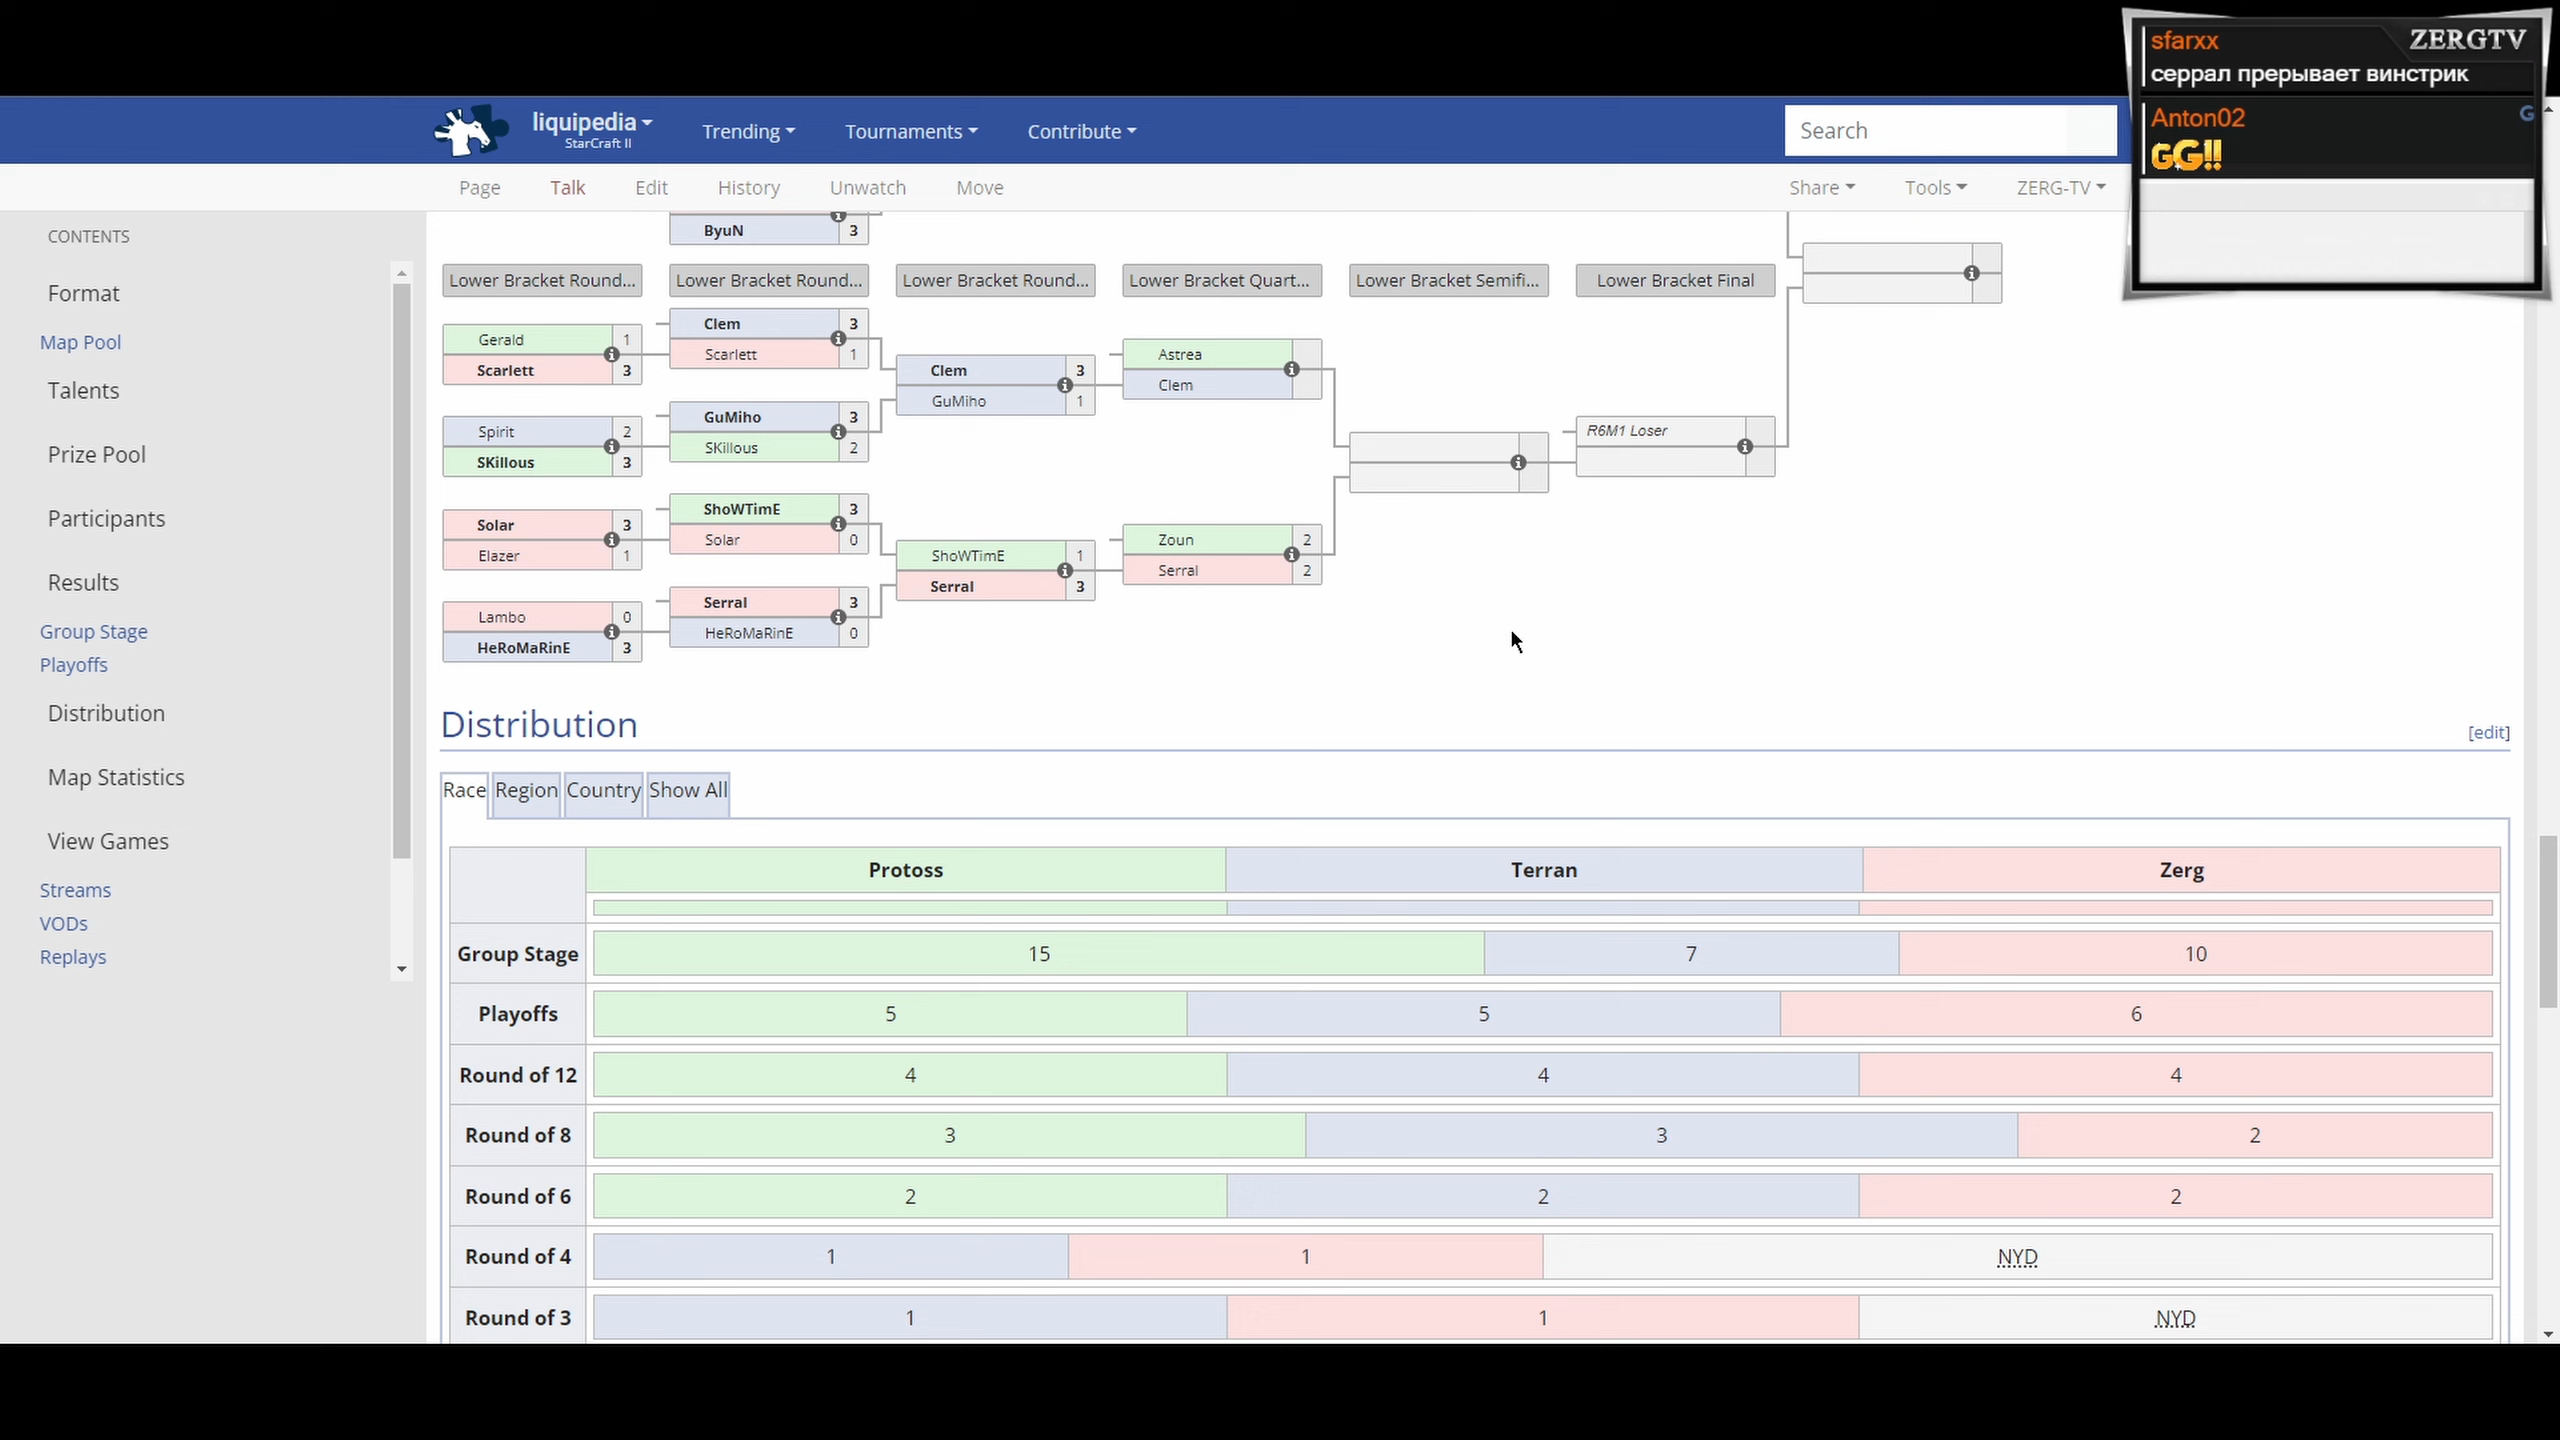 sfarxx
ZERGTV
серрал прерывает винстрик
Anton02
G
GG!!
liquipedia
StarCraft II
Trending
Tournaments
Contribute
Search
Page
Talk
Edit
History
Unwatch
Move
Share
Tools
ZERG-TV
CONTENTS
Format
Map Pool
Talents
Prize Pool
Participants
Results
Group Stage
Playoffs
Distribution
Map Statistics
View Games
Streams
VODs
Replays
ByuN 3
Lower Bracket Round...
Lower Bracket Round...
Lower Bracket Round...
Lower Bracket Quart...
Lower Bracket Semifi...
Lower Bracket Final
Gerald 1
Scarlett 3
Spirit 2
SKillous 3
Solar 3
Elazer 1
Lambo 0
HeRoMaRinE 3
Clem 3
Scarlett 1
GuMiho 3
SKillous 2
ShoWTimE 3
Solar 0
Serral 3
HeRoMaRinE 0
Clem 3
GuMiho 1
ShoWTimE 1
Serral 3
Astrea
Clem
Zoun 2
Serral 2
R6M1 Loser
Distribution
[edit]
Race Region Country Show All
Protoss Terran Zerg
Group Stage 15 7 10
Playoffs 5 5 6
Round of 12 4 4 4
Round of 8 3 3 2
Round of 6 2 2 2
Round of 4 1 1 NYD
Round of 3 1 1 NYD